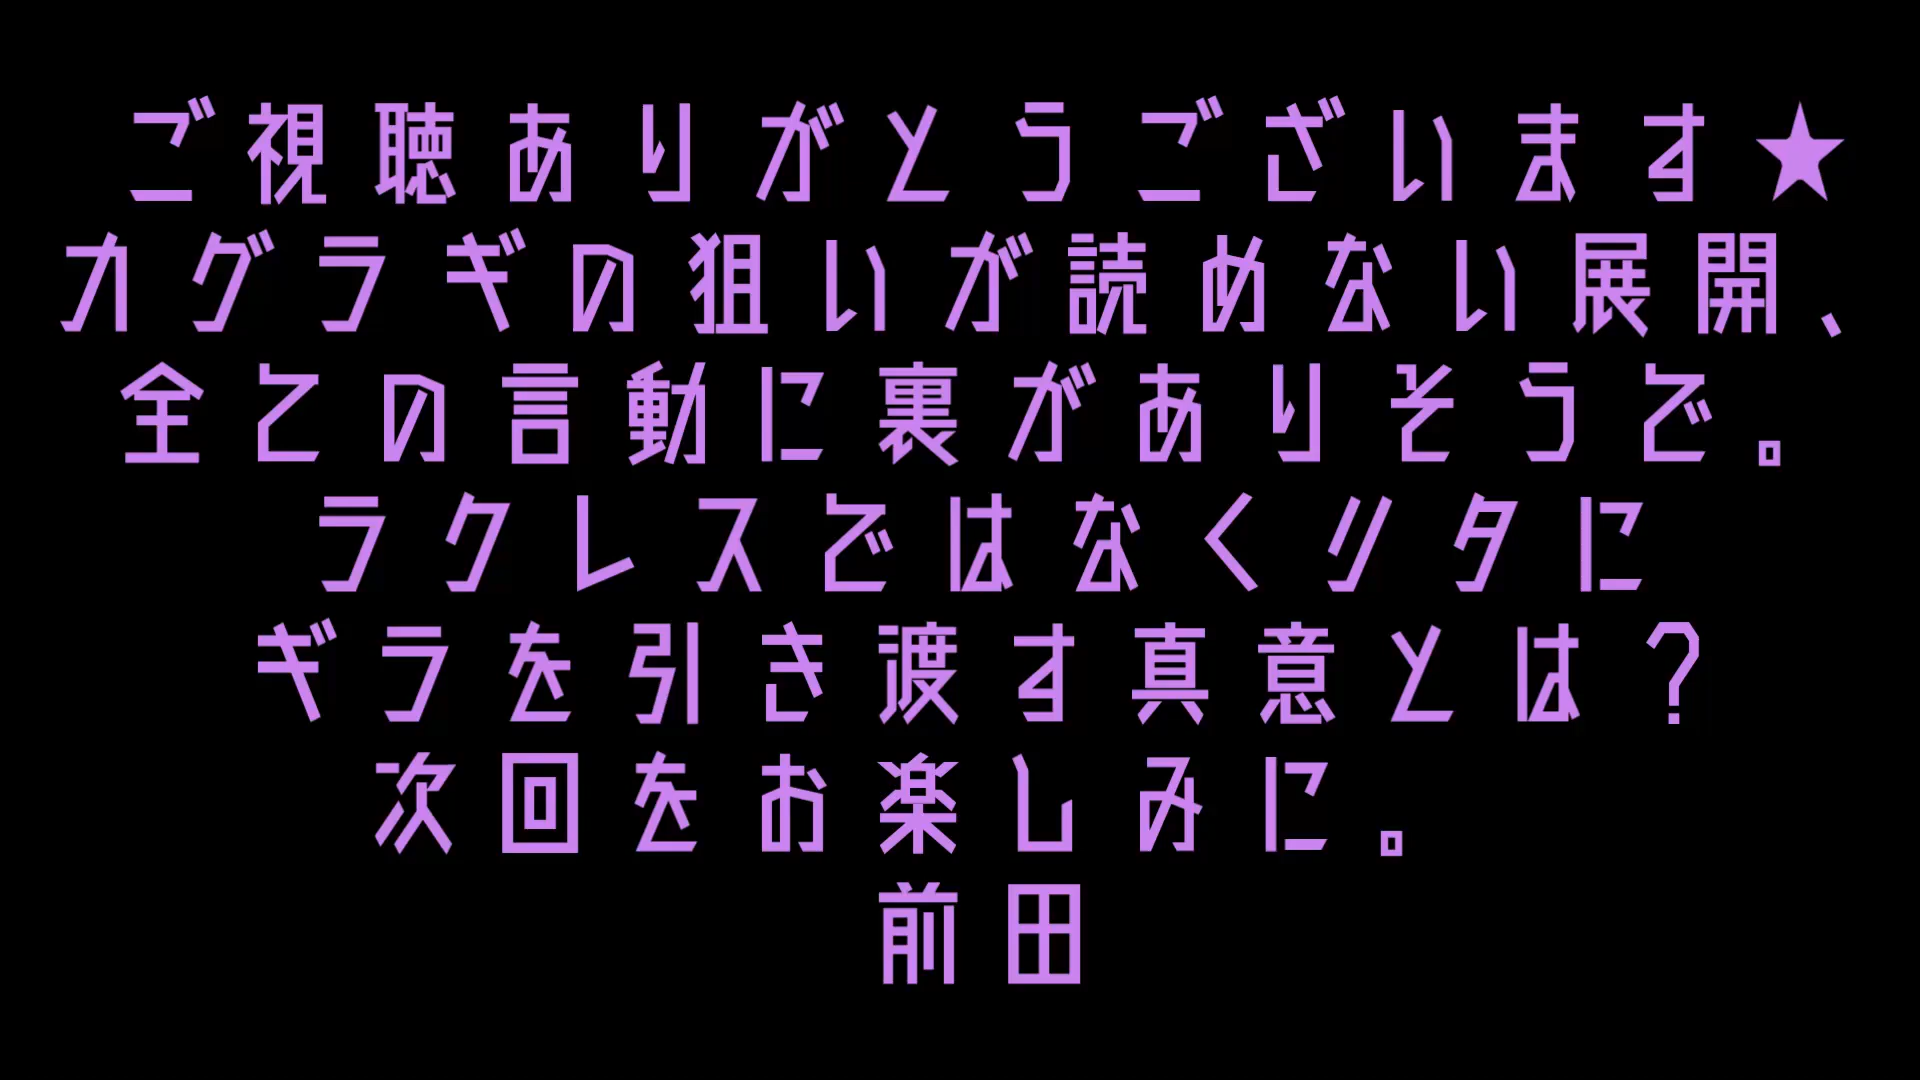 ご視聴ありがとうございます★
カグラギの狙いが読めない展開、
全ての言動に裏がありそうで。
ラクレスではなくリタに
ギラを引き渡す真意とは？
次回をお楽しみに。
前田